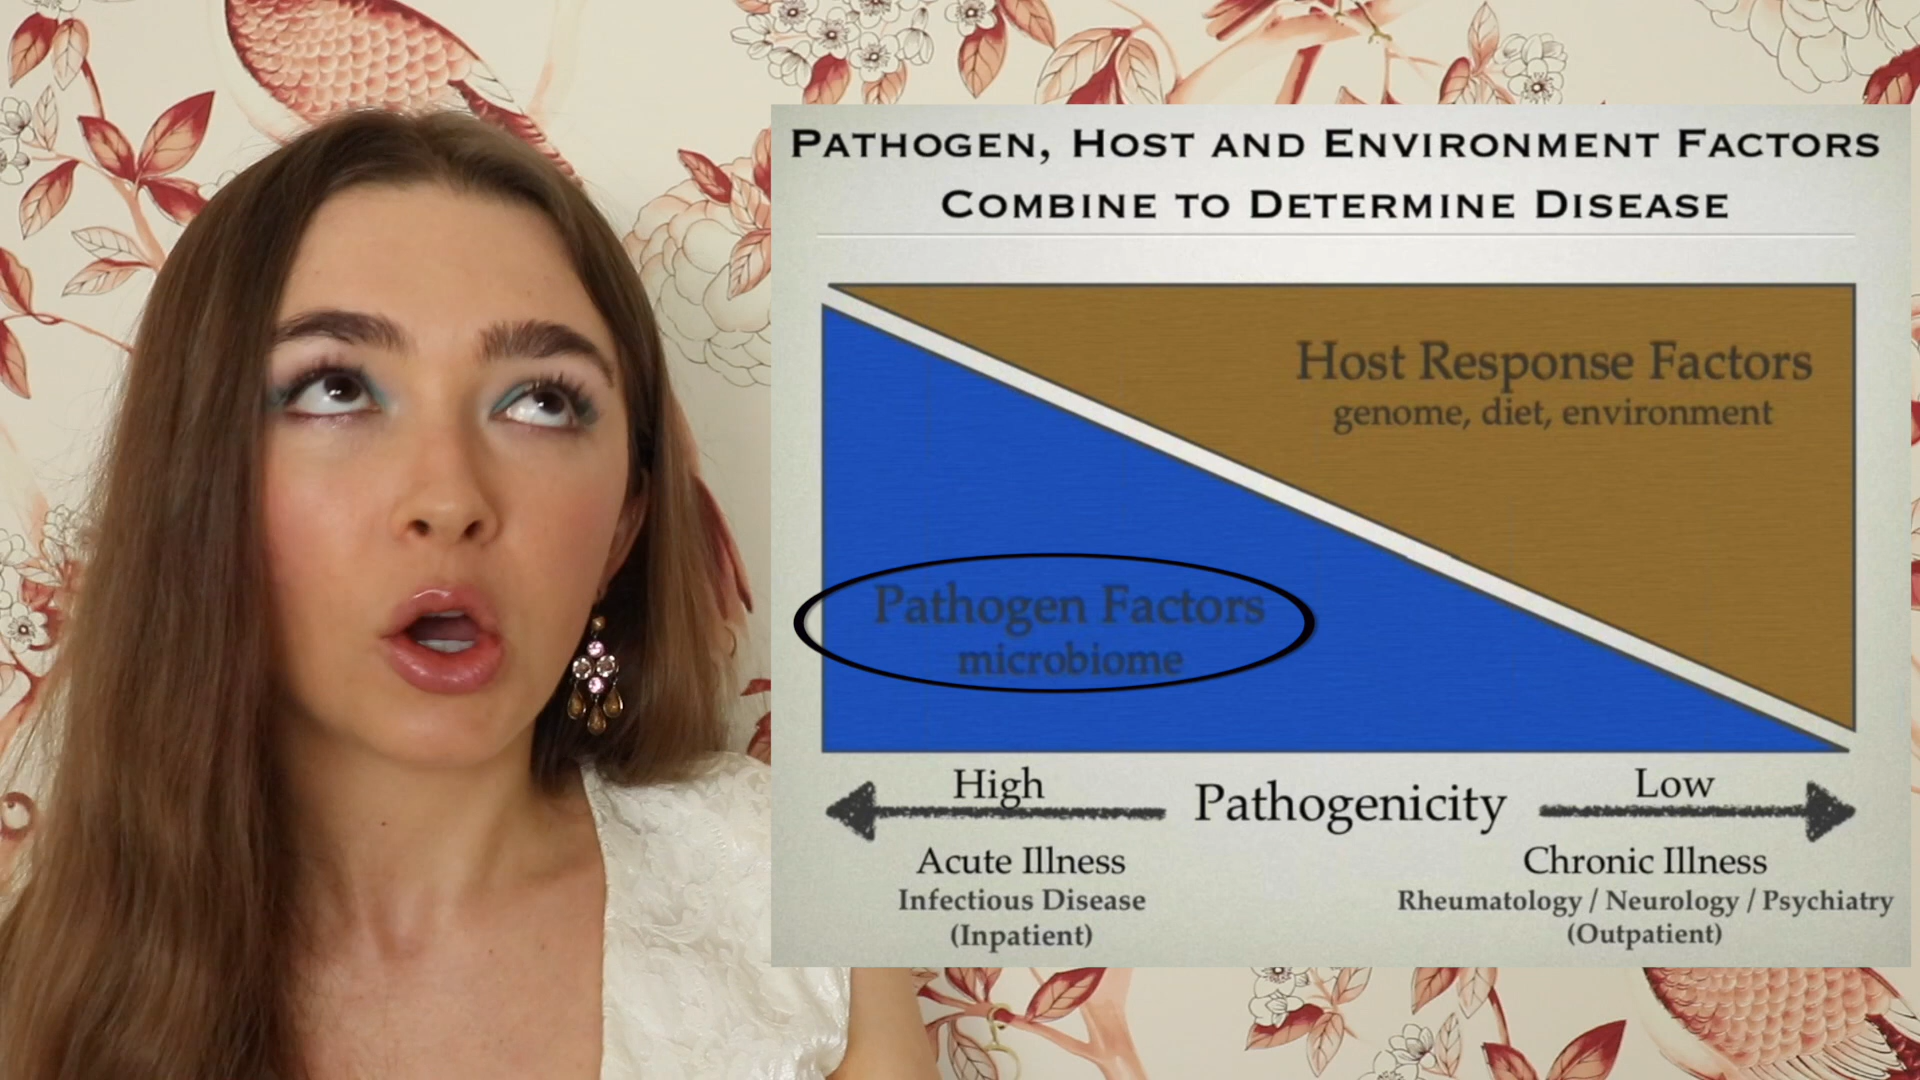 PATHOGEN, HOST AND ENVIRONMENT FACTORS
COMBINE TO DETERMINE DISEASE
Host Response Factors
genome, diet, environment
Pathogen Factors
microbiome
High
Pathogenicity
Low
Acute Illness
Infectious Disease
(Inpatient)
Chronic Illness
Rheumatology / Neurology / Psychiatry
(Outpatient)